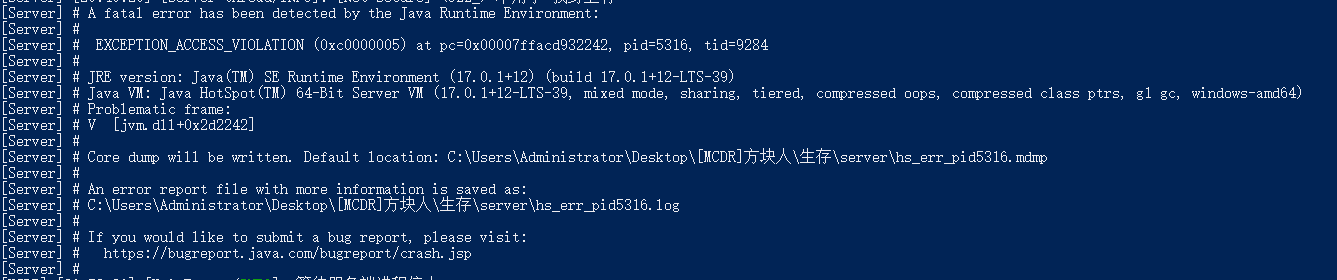 [Server] # A fatal error has been detected by the Java Runtime Environment:
[Server] #
[Server] #  EXCEPTION_ACCESS_VIOLATION (0xc0000005) at pc=0x00007ffacd932242, pid=5316, tid=9284
[Server] #
[Server] # JRE version: Java(TM) SE Runtime Environment (17.0.1+12) (build 17.0.1+12-LTS-39)
[Server] # Java VM: Java HotSpot(TM) 64-Bit Server VM (17.0.1+12-LTS-39, mixed mode, sharing, tiered, compressed oops, compressed class ptrs, g1 gc, windows-amd64)
[Server] # Problematic frame:
[Server] # V  [jvm.dll+0x2d2242]
[Server] #
[Server] # Core dump will be written. Default location: C:\Users\Administrator\Desktop\[MCDR]方块人\生存\server\hs_err_pid5316.mdmp
[Server] #
[Server] # An error report file with more information is saved as:
[Server] # C:\Users\Administrator\Desktop\[MCDR]方块人\生存\server\hs_err_pid5316.log
[Server] #
[Server] # If you would like to submit a bug report, please visit:
[Server] #   https://bugreport.java.com/bugreport/crash.jsp
[Server] #